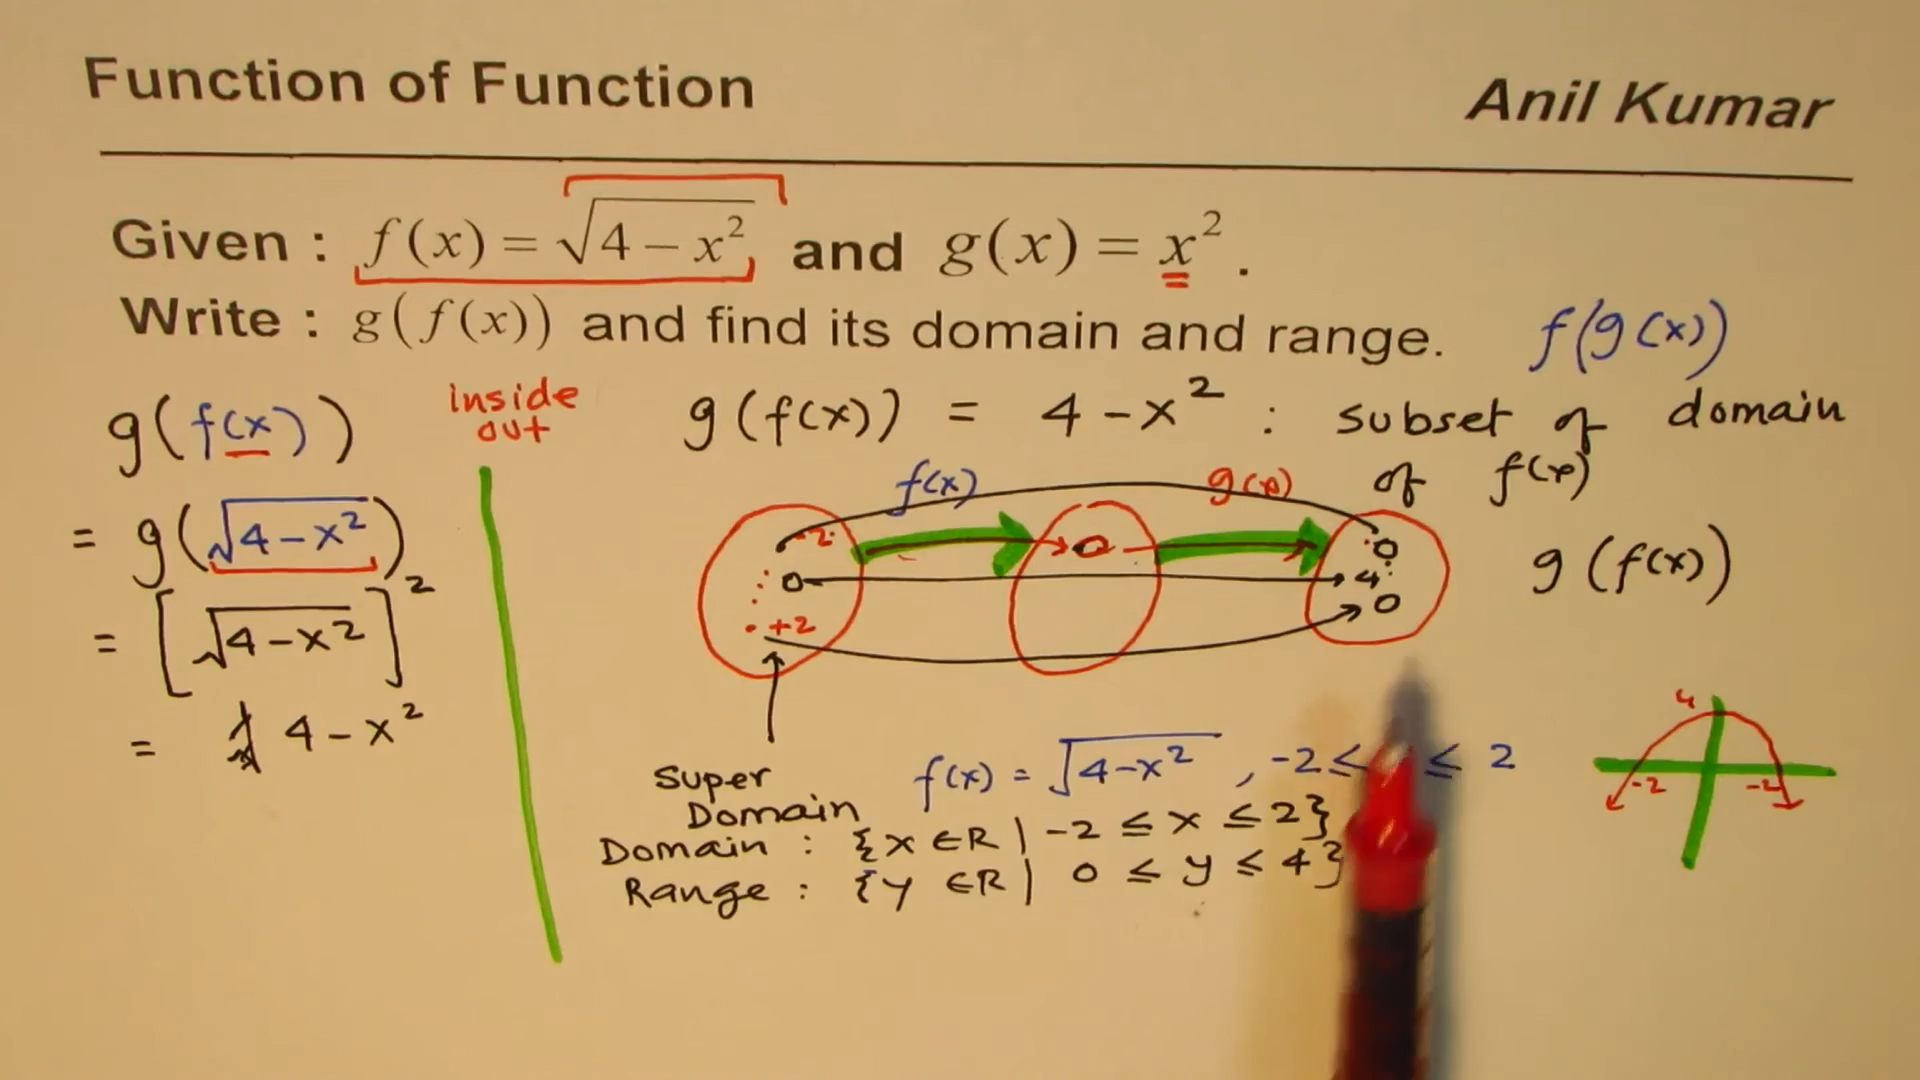 Function of Function
Anil Kumar
Given : f(x) = √4 − x² and g(x) = x² .
Write : g(f(x)) and find its domain and range.
f(g(x))
g(f(x))
inside
out
= g(√4−x²)
= [√4−x²]²
= 4−x²
g(f(x)) = 4−x² : subset of domain
of f(x)
f(x)
g(x)
-2
0
+2
0
0
4
0
g(f(x))
Super
Domain
f(x) = √4−x² , -2 ≤ ≤ 2
Domain : {x ∈R | -2 ≤ x ≤ 2}
Range : {y ∈R | 0 ≤ y ≤ 4}
4
-2
-2